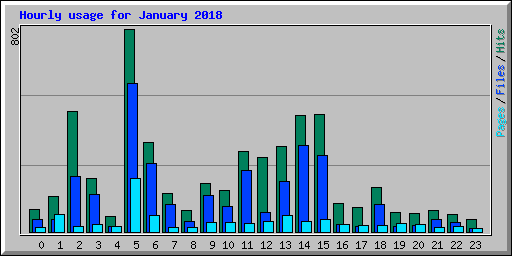 Hourly usage for January 2018
802
Pages / Files / Hits
0 1 2 3 4 5 6 7 8 9 10 11 12 13 14 15 16 17 18 19 20 21 22 23